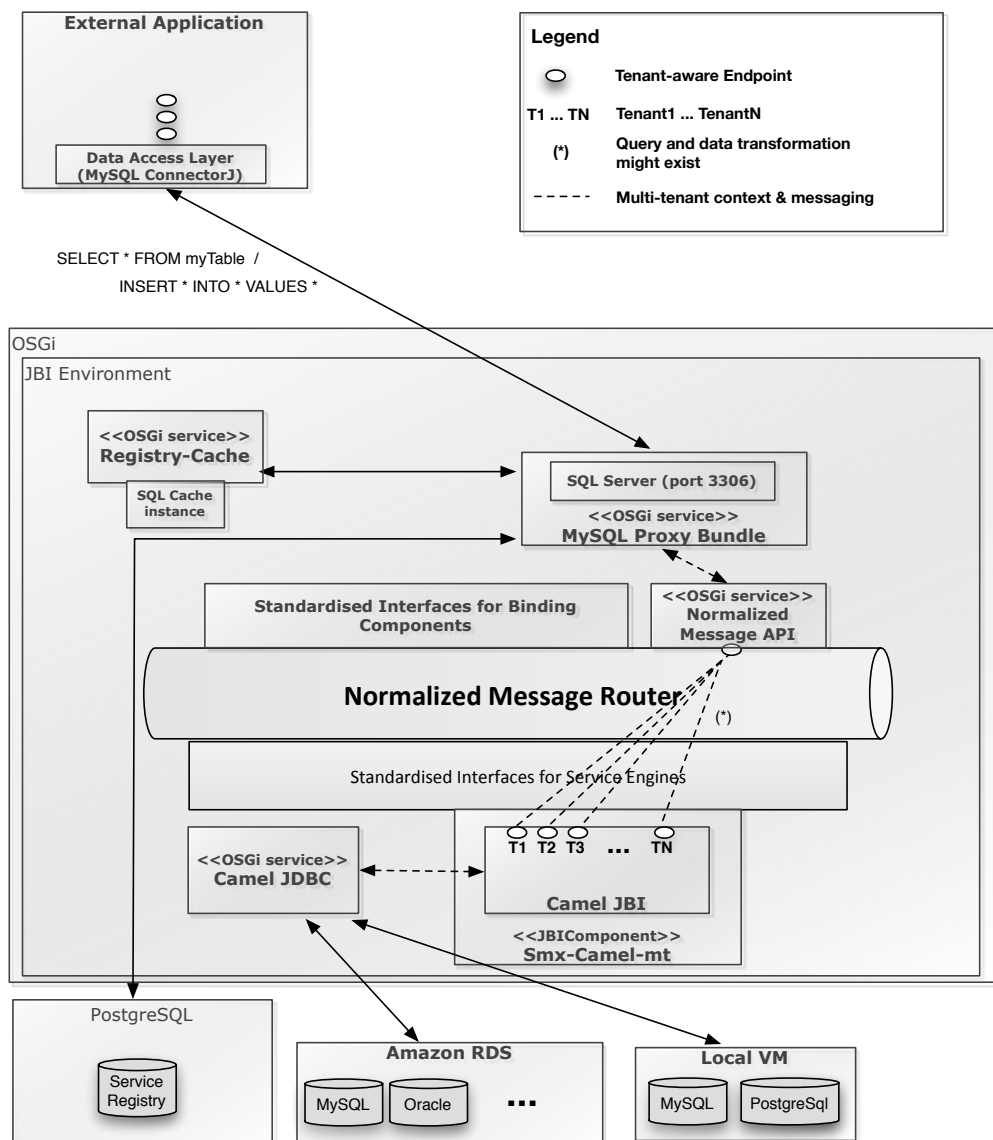 External Application
Data Access Layer
(MySQL ConnectorJ)
Legend
Tenant-aware Endpoint
T1 ... TN Tenant1 ... TenantN
(*) Query and data transformation
might exist
Multi-tenant context & messaging
SELECT * FROM myTable /
INSERT * INTO * VALUES *
OSGi
JBI Environment
<<OSGi service>>
Registry-Cache
SQL Cache
instance
SQL Server (port 3306)
<<OSGi service>>
MySQL Proxy Bundle
Standardised Interfaces for Binding
Components
<<OSGi service>>
Normalized
Message API
Normalized Message Router
(*)
Standardised Interfaces for Service Engines
<<OSGi service>>
Camel JDBC
T1 T2 T3 ... TN
Camel JBI
<<JBIComponent>>
Smx-Camel-mt
PostgreSQL
Service
Registry
Amazon RDS
MySQL Oracle ...
Local VM
MySQL PostgreSql